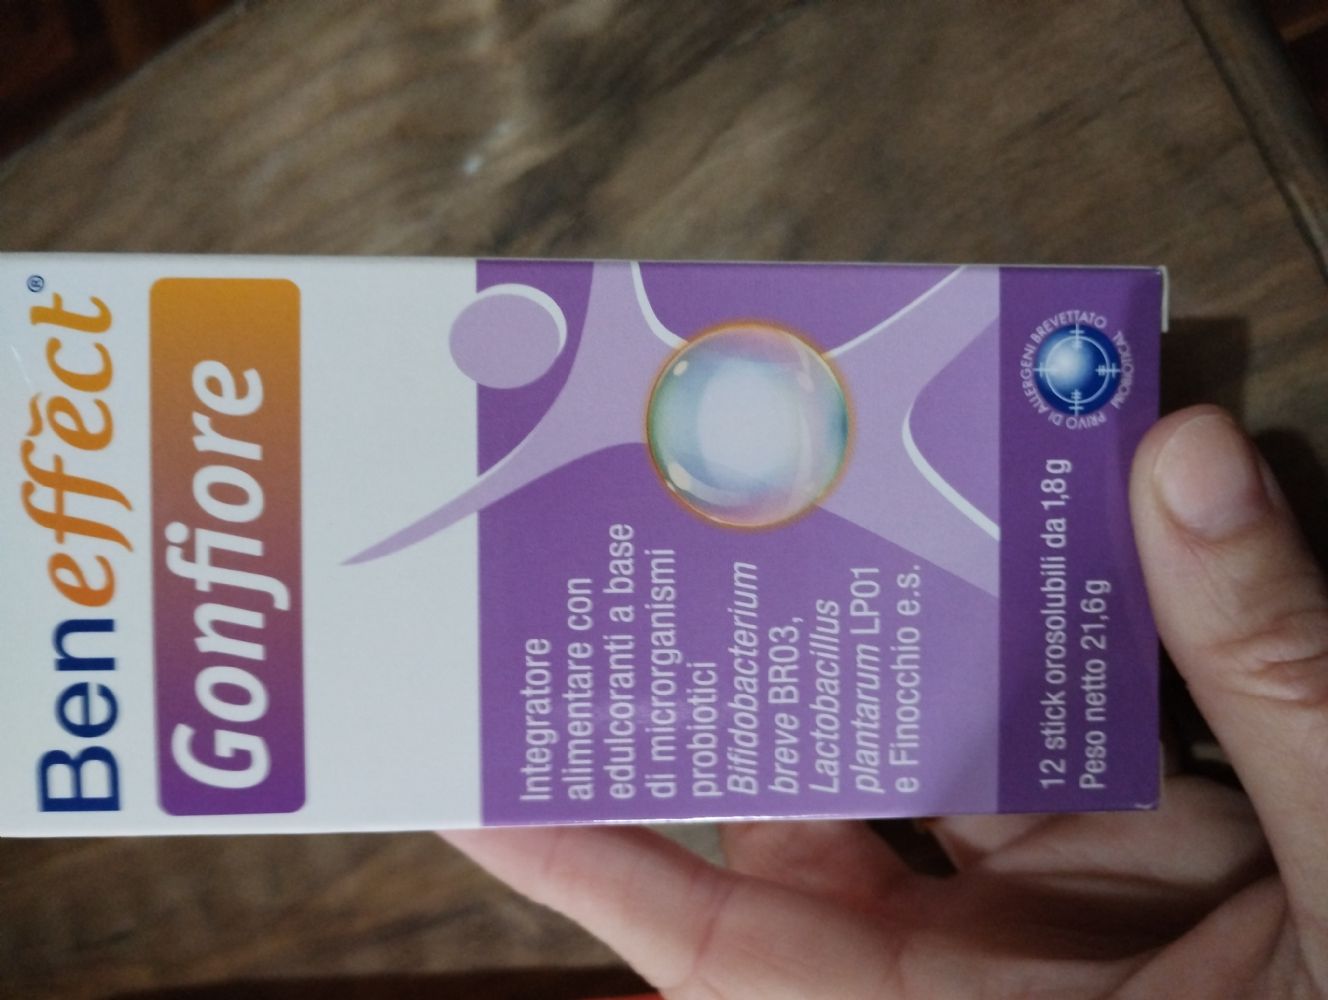 Beneffect®
Gonfiore
Integratore
alimentare con
edulcoranti a base
di microrganismi
probiotici
Bifidobacterium
breve BR03,
Lactobacillus
plantarum LP01
e Finocchio e.s.
12 stick orosolubili da 1,8g
Peso netto 21,6g
PRIVO DI ALLERGENI BREVETTATO
PROBIOTICAL